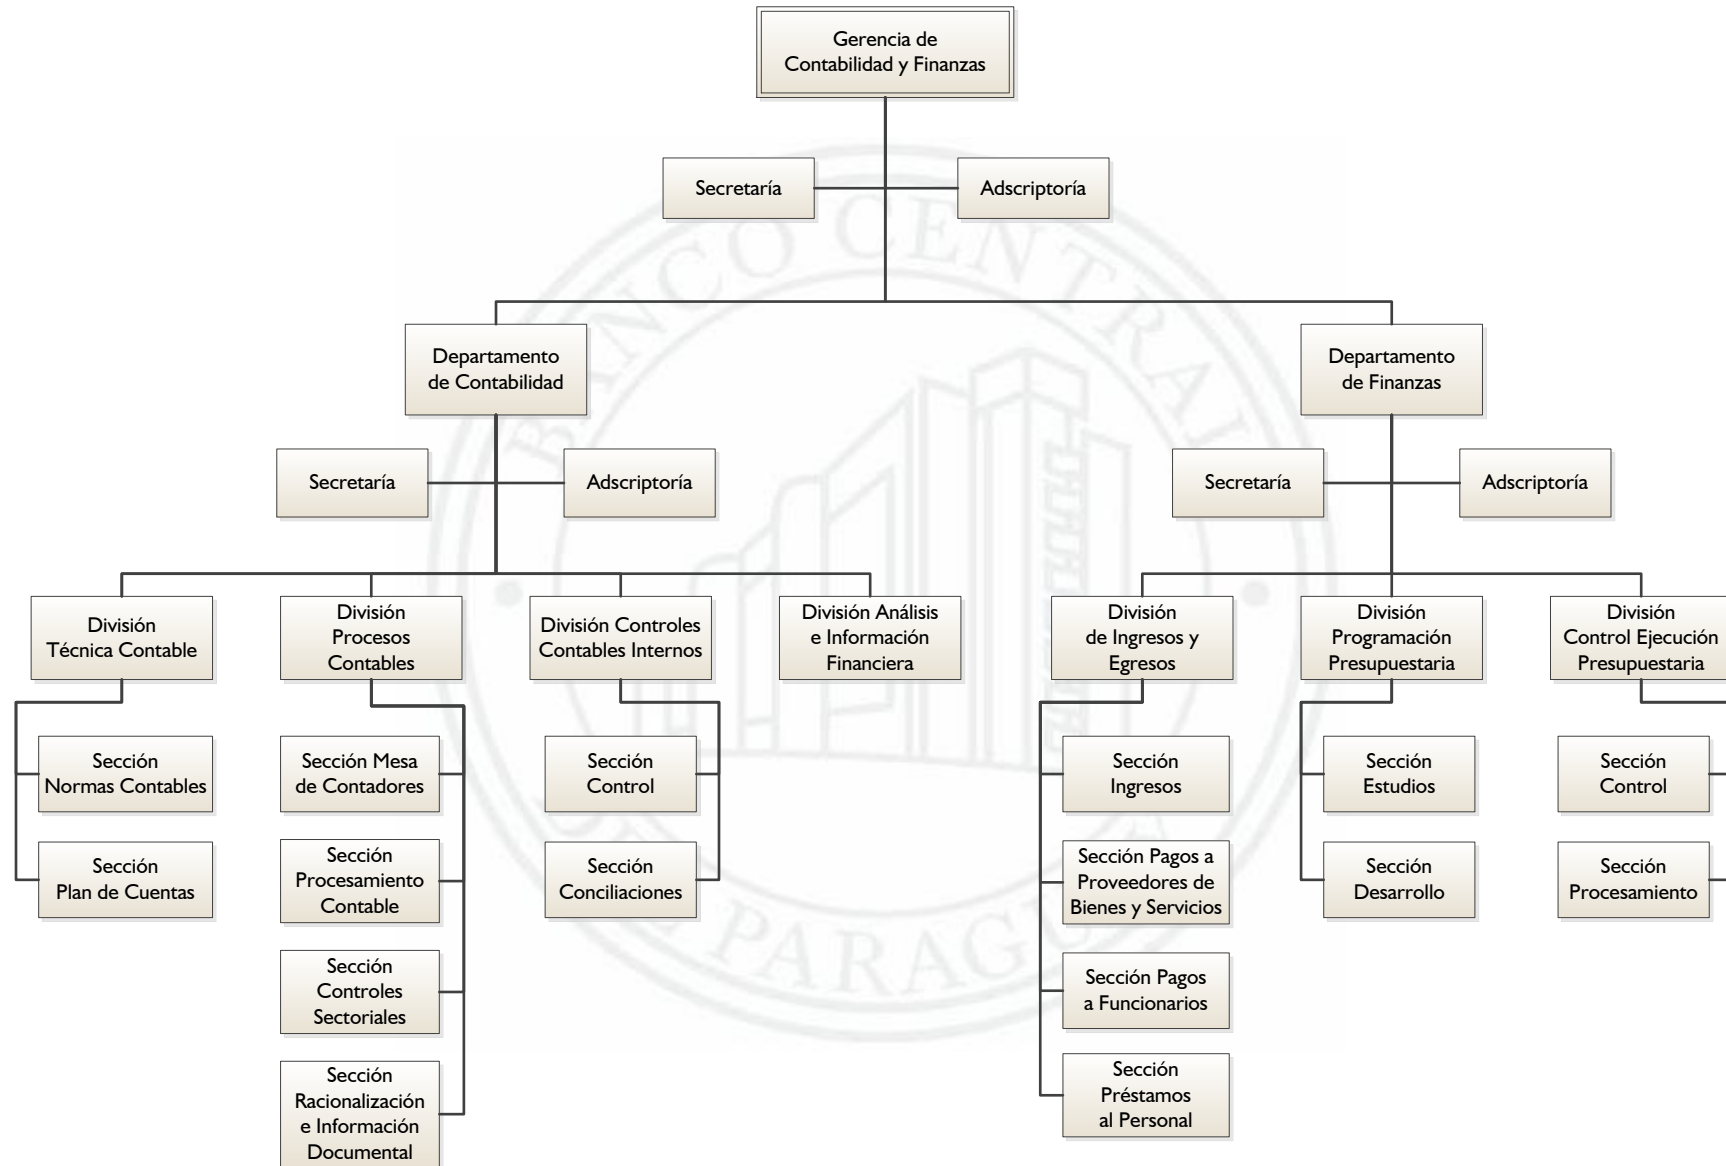 Gerencia de
Contabilidad y Finanzas
Secretaría
Adscriptoría
Departamento
de Contabilidad
Departamento
de Finanzas
Secretaría
Adscriptoría
Secretaría
Adscriptoría
División
Técnica Contable
División
Procesos
Contables
División Controles
Contables Internos
División Análisis
e Información
Financiera
División
de Ingresos y
Egresos
División
Programación
Presupuestaria
División
Control Ejecución
Presupuestaria
Sección
Normas Contables
Sección Mesa
de Contadores
Sección
Control
Sección
Ingresos
Sección
Estudios
Sección
Control
Sección
Plan de Cuentas
Sección
Procesamiento
Contable
Sección
Conciliaciones
Sección Pagos a
Proveedores de
Bienes y Servicios
Sección
Desarrollo
Sección
Procesamiento
Sección
Controles
Sectoriales
Sección Pagos
a Funcionarios
Sección
Racionalización
e Información
Documental
Sección
Préstamos
al Personal
BANCO CENTRAL
DEL PARAGUAY